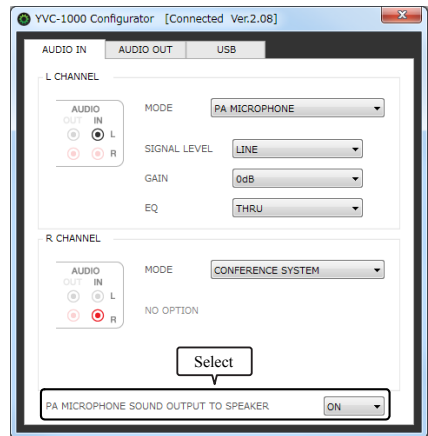 YVC-1000 Configurator [Connected Ver.2.08]
AUDIO IN AUDIO OUT USB
L CHANNEL
AUDIO
OUT IN
L
R
MODE PA MICROPHONE
SIGNAL LEVEL LINE
GAIN 0dB
EQ THRU
R CHANNEL
AUDIO
OUT IN
L
R
MODE CONFERENCE SYSTEM
NO OPTION
Select
PA MICROPHONE SOUND OUTPUT TO SPEAKER ON